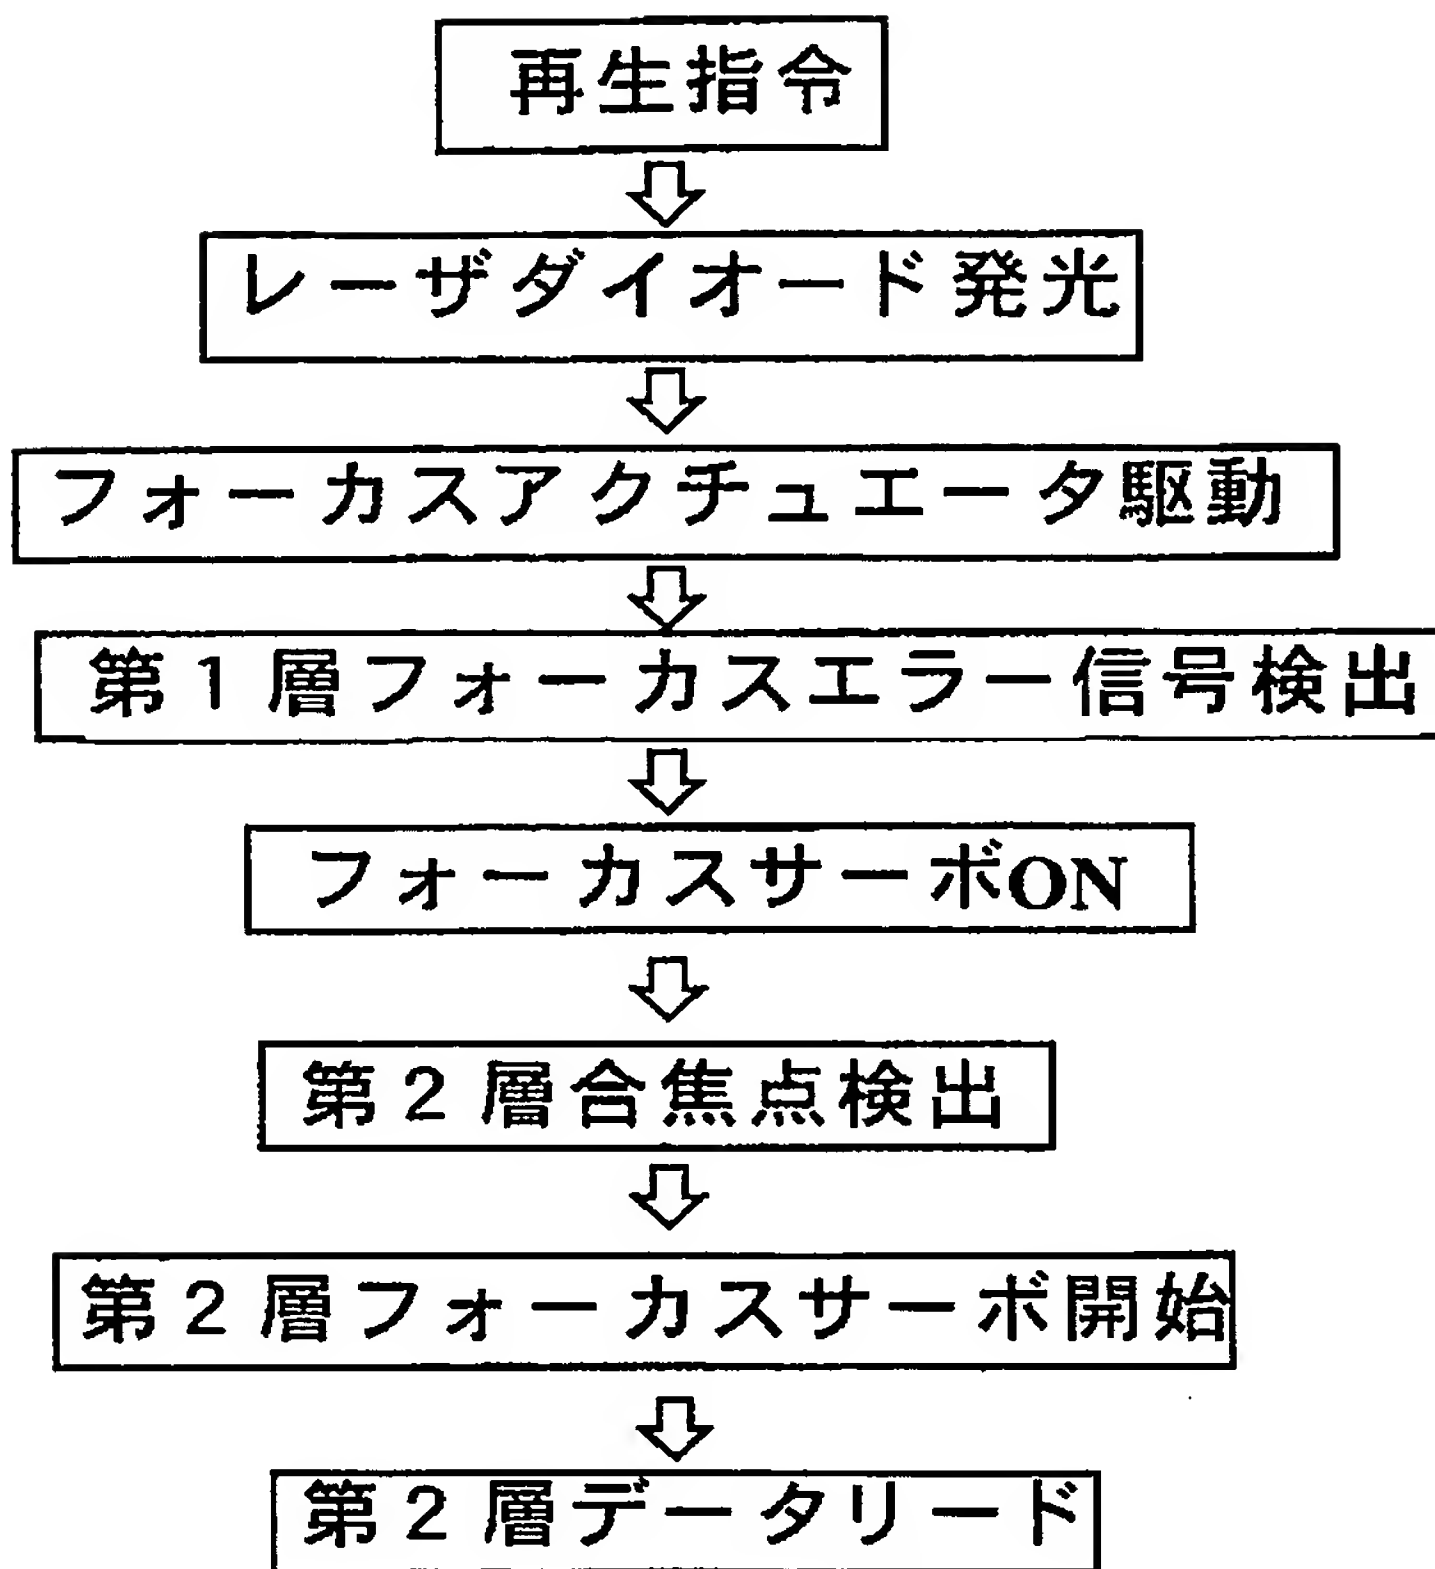 再生指令
レーザダイオード発光
フォーカスアクチュエータ駆動
第1層フォーカスエラー信号検出
フォーカスサーボON
第2層合焦点検出
第2層フォーカスサーボ開始
第2層データリード